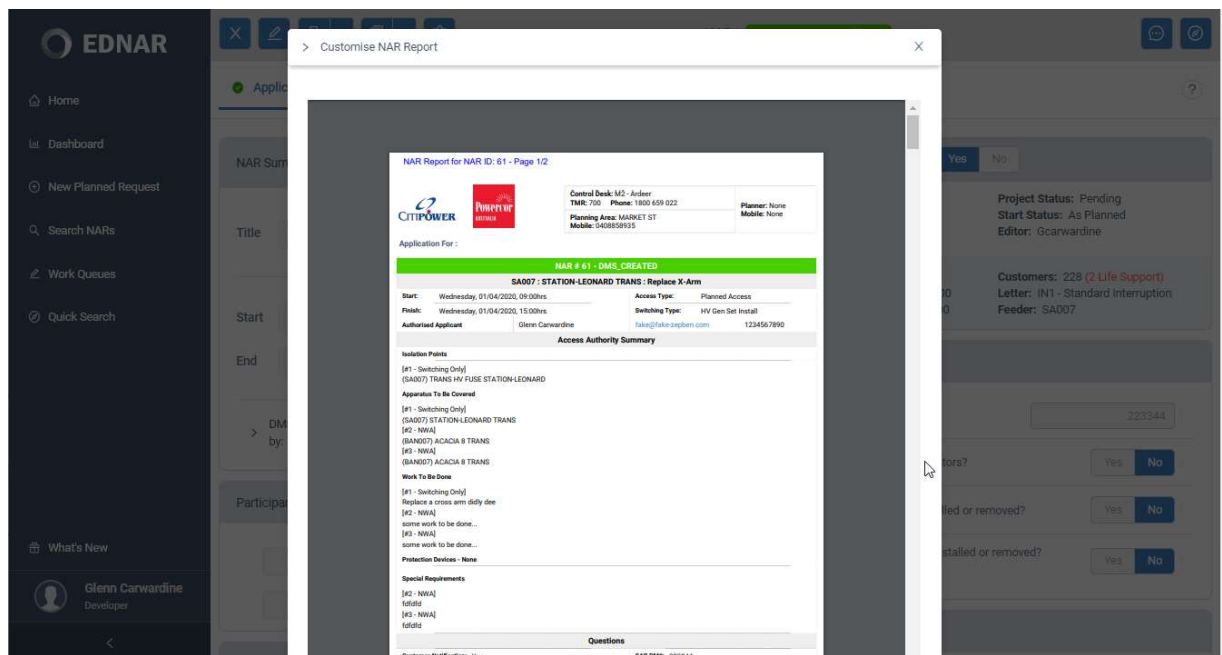 EDNAR
Home
Dashboard
New Planned Request
Search NARs
Work Queues
Quick Search
What's New
Glenn Carwardine
Developer
Customise NAR Report
X
X
Applic
?
NAR Sum
Title
Start
End
DM
by:
Participa
NAR Report for NAR ID: 61 - Page 1/2
CITIPOWER
Powercor
AUSTRALIA
Control Desk: M2 - Ardeer
TMR: 700 Phone: 1800 659 022
Planning Area: MARKET ST
Mobile: 0408858935
Planner: None
Mobile: None
Application For :
NAR # 61 - DMS_CREATED
SA007 : STATION-LEONARD TRANS : Replace X-Arm
Start: Wednesday, 01/04/2020, 09:00hrs Access Type: Planned Access
Finish: Wednesday, 01/04/2020, 15:00hrs Switching Type: HV Gen Set Install
Authorised Applicant Glenn Carwardine fake@fake-zepben.com 1234567890
Access Authority Summary
Isolation Points
[#1 - Switching Only]
(SA007) TRANS HV FUSE STATION-LEONARD
Apparatus To Be Covered
[#1 - Switching Only]
(SA007) STATION-LEONARD TRANS
[#2 - NWA]
(BAN007) ACACIA 8 TRANS
[#3 - NWA]
(BAN007) ACACIA 8 TRANS
Work To Be Done
[#1 - Switching Only]
Replace a cross arm didly dee
[#2 - NWA]
some work to be done...
[#3 - NWA]
some work to be done...
Protection Devices - None
Special Requirements
[#2 - NWA]
fdfdfd
[#3 - NWA]
fdfdfd
Questions
Yes No
Project Status: Pending
Start Status: As Planned
Editor: Gcarwardine
Customers: 228 (2 Life Support)
Letter: IN1 - Standard Interruption
Feeder: SA007
223344
tors? Yes No
lled or removed? Yes No
stalled or removed? Yes No